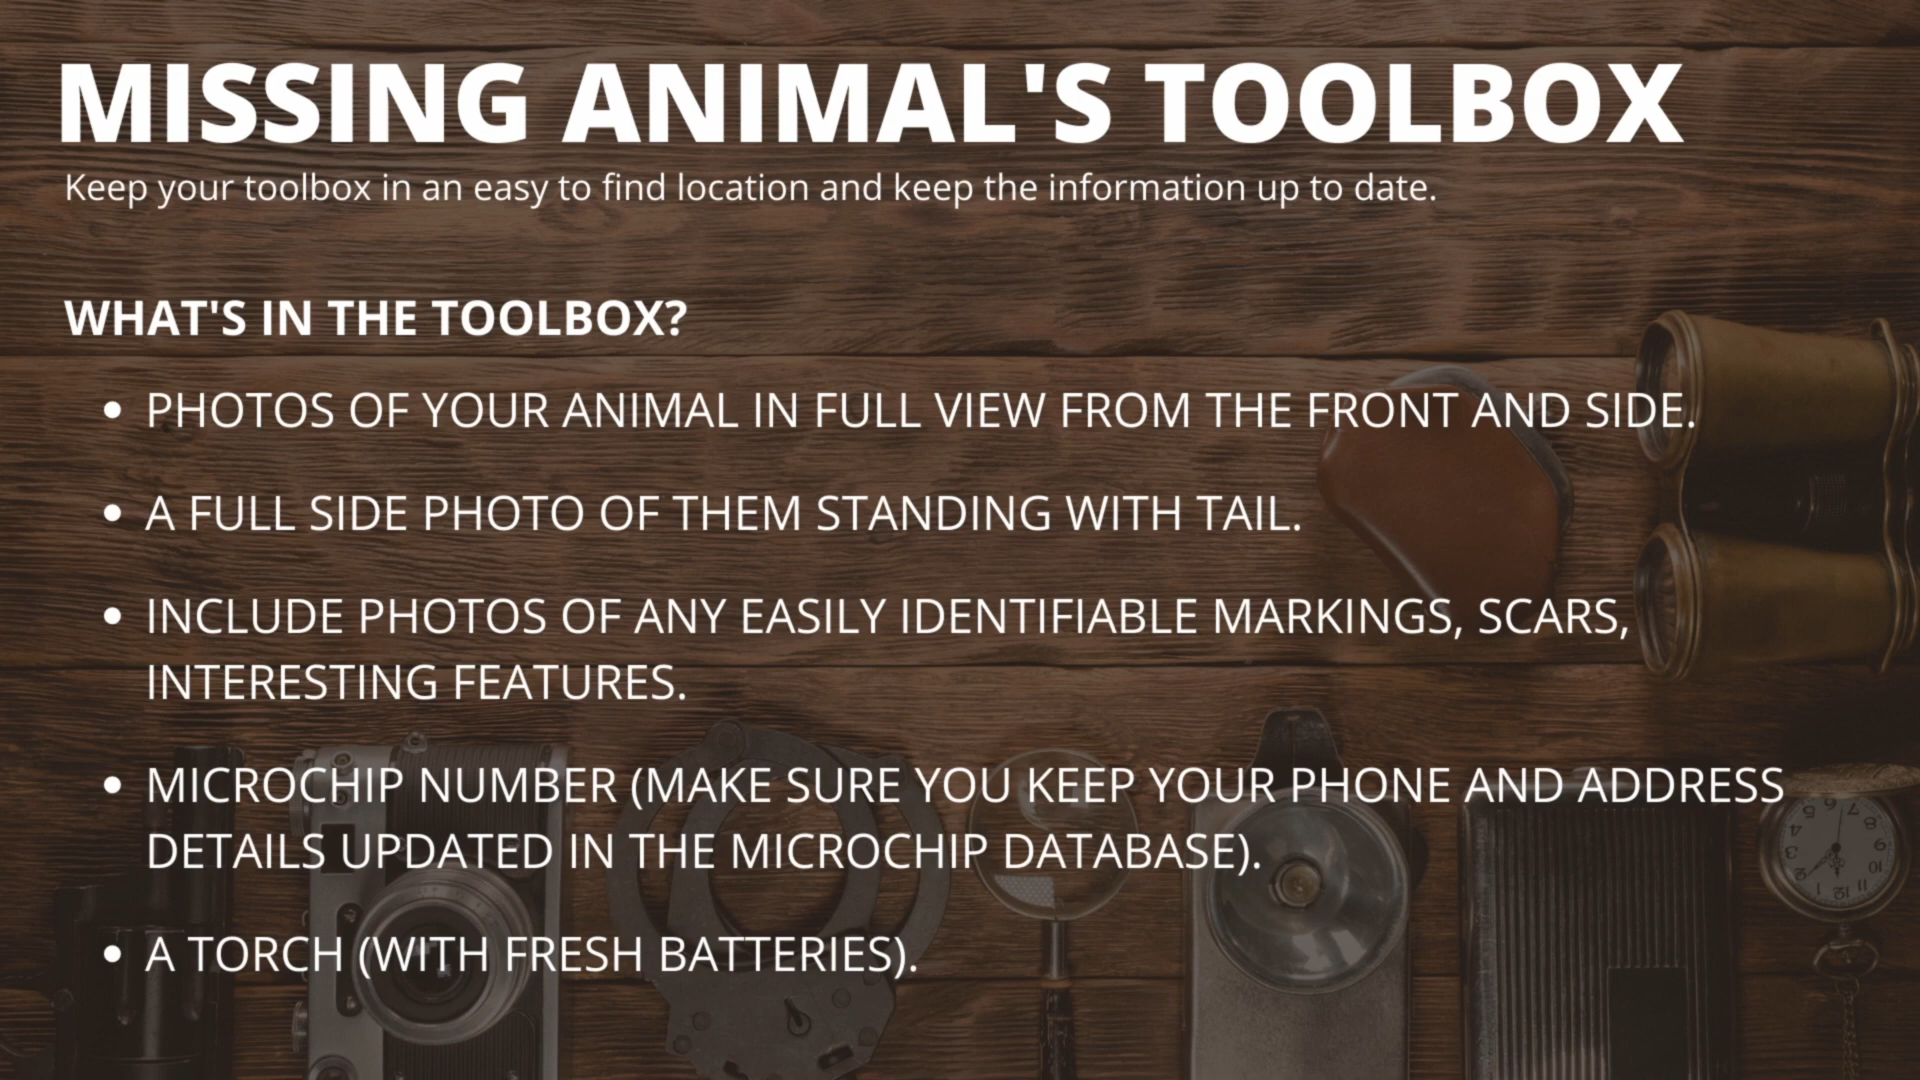 MISSING ANIMAL'S TOOLBOX
Keep your toolbox in an easy to find location and keep the information up to date.
WHAT'S IN THE TOOLBOX?
• PHOTOS OF YOUR ANIMAL IN FULL VIEW FROM THE FRONT AND SIDE.
• A FULL SIDE PHOTO OF THEM STANDING WITH TAIL.
• INCLUDE PHOTOS OF ANY EASILY IDENTIFIABLE MARKINGS, SCARS,
INTERESTING FEATURES.
• MICROCHIP NUMBER (MAKE SURE YOU KEEP YOUR PHONE AND ADDRESS
DETAILS UPDATED IN THE MICROCHIP DATABASE).
• A TORCH (WITH FRESH BATTERIES).